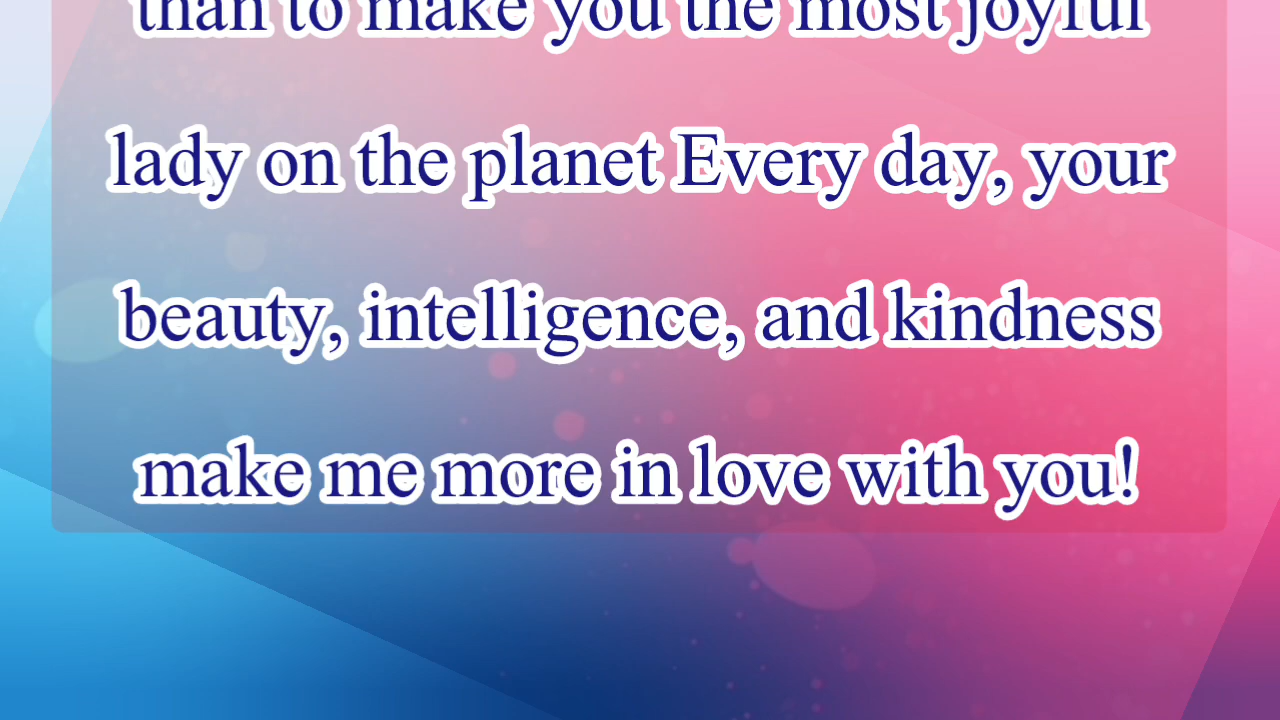 than to make you the most joyful
lady on the planet Every day, your
beauty, intelligence, and kindness
make me more in love with you!